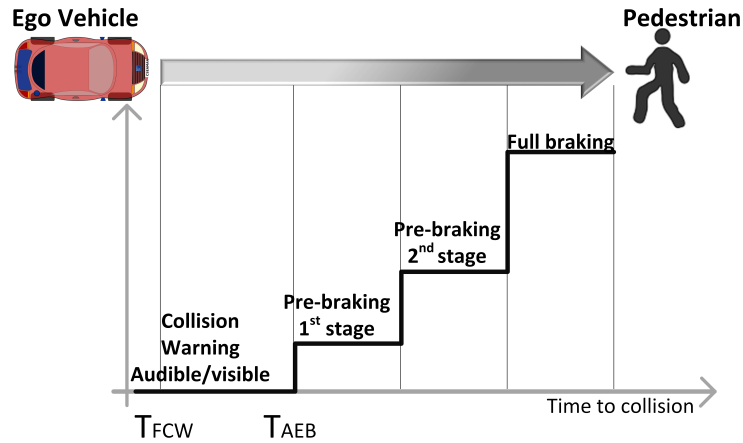 Ego Vehicle
Pedestrian
Full braking
Pre-braking
2nd stage
Pre-braking
1st stage
Collision
Warning
Audible/visible
Time to collision
TFCW
TAEB